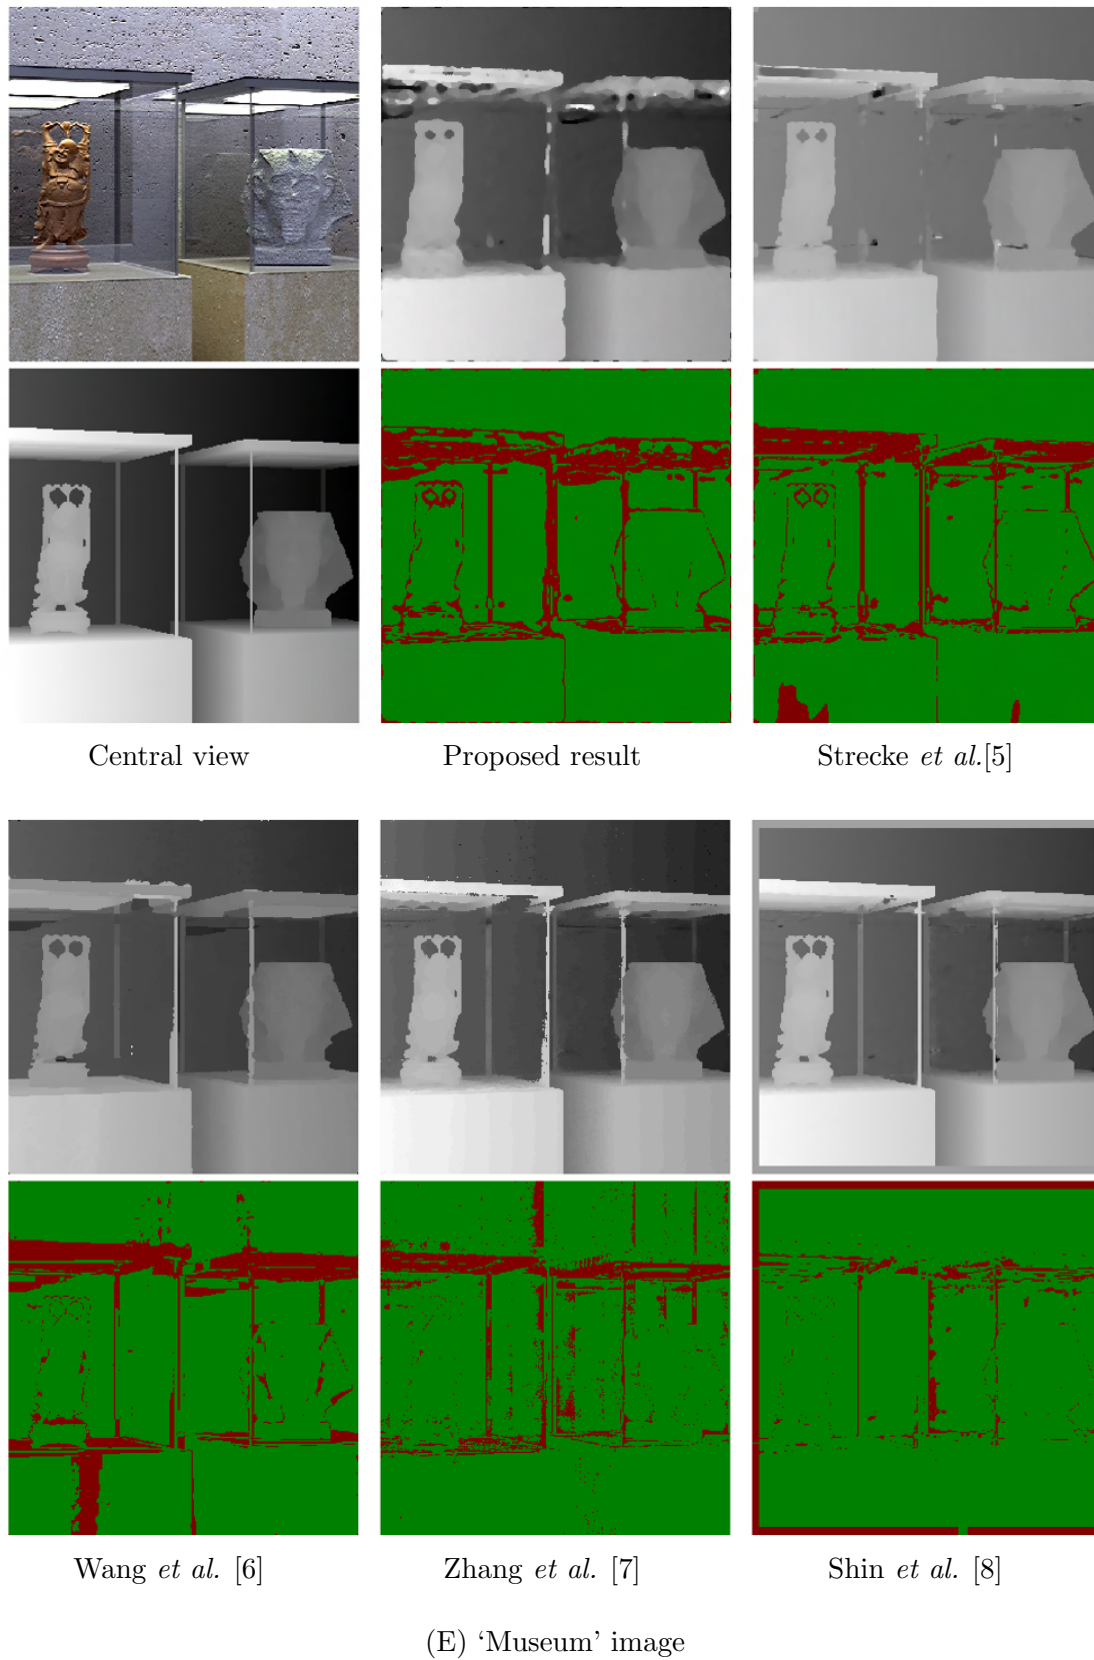 Central view
Proposed result
Strecke et al.[5]
Wang et al. [6]
Zhang et al. [7]
Shin et al. [8]
(E) ‘Museum’ image